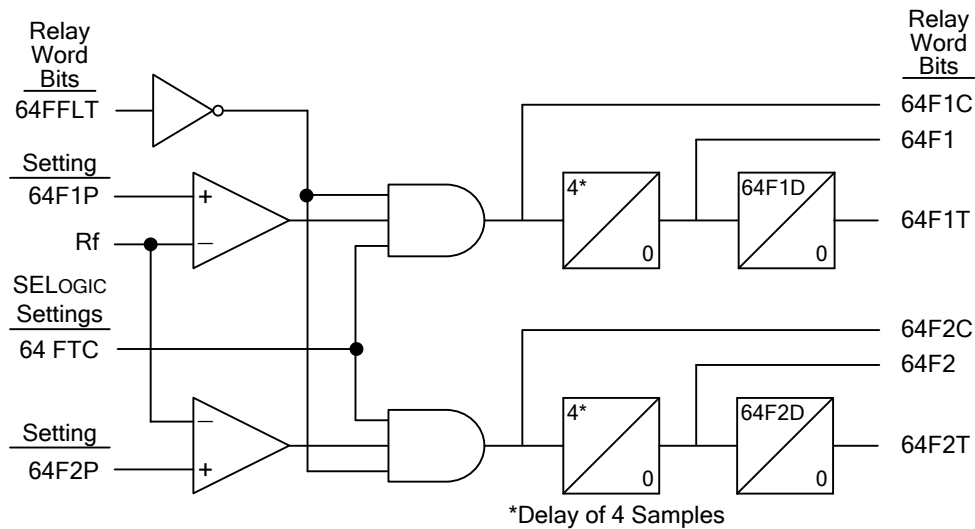 Relay
Word
Bits
64FFLT
Setting
64F1P
+
Rf
–
SELOGIC
Settings
64 FTC
–
Setting
64F2P
+
4*
0
64F1D
0
4*
0
64F2D
0
*Delay of 4 Samples
Relay
Word
Bits
64F1C
64F1
64F1T
64F2C
64F2
64F2T